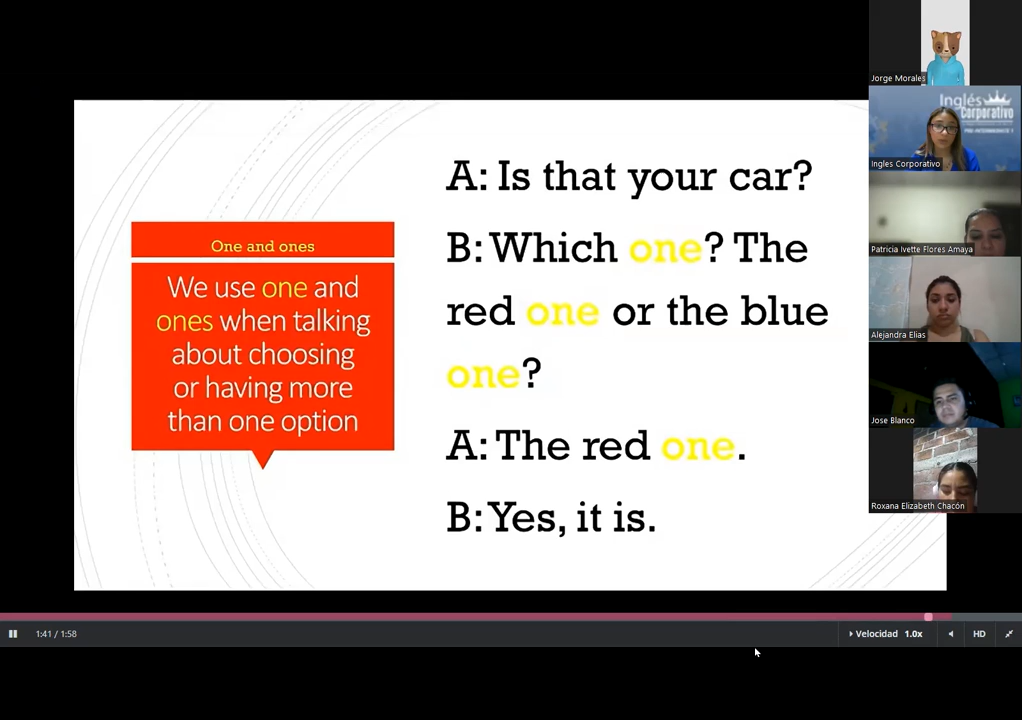 One and ones
We use one and
ones when talking
about choosing
or having more
than one option
A: Is that your car?
B: Which one? The
red one or the blue
one?
A: The red one.
B: Yes, it is.
Jorge Morales
Inglés
Corporativo
PRE-INTERMEDIATE 1
Ingles Corporativo
Patricia Ivette Flores Amaya
Alejandra Elias
Jose Blanco
Roxana Elizabeth Chacón
1:41 / 1:58
Velocidad 1.0x
HD